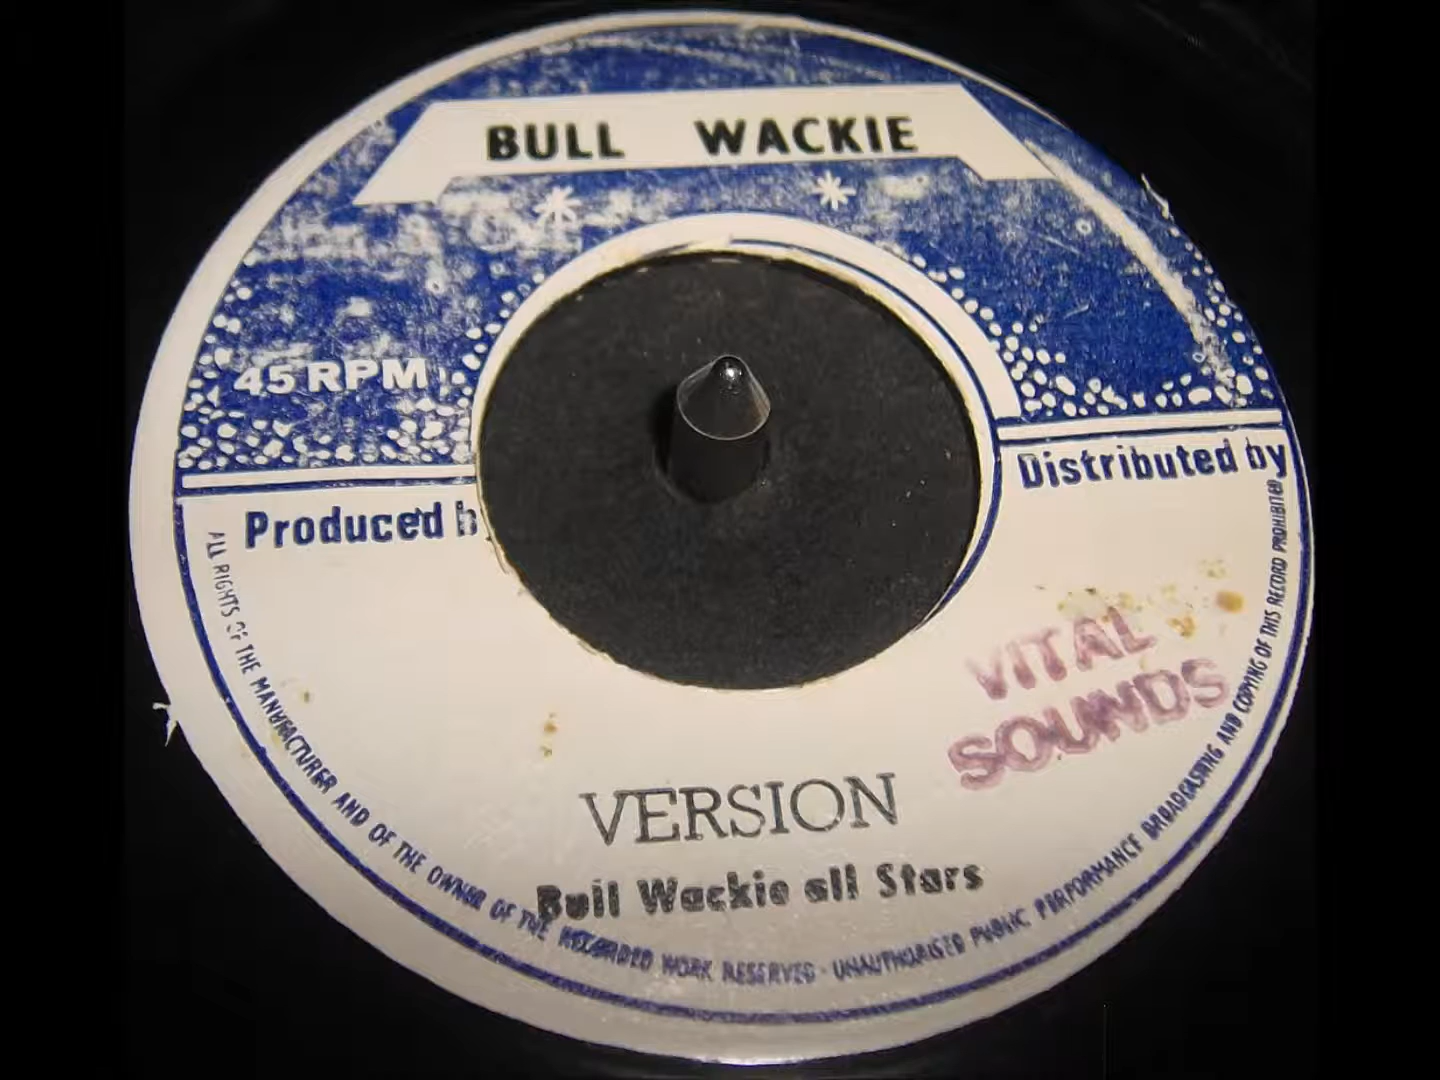 BULL WACKIE
45 RPM
Produced b
Distributed by
VITAL
SOUNDS
VERSION
Bull Wackie all Stars
ALL RIGHTS OF THE MANUFACTURER AND OF THE OWNER OF THE RECORDED WORK RESERVED · UNAUTHORISED PUBLIC PERFORMANCE BROADCASTING AND COPYING OF THIS RECORD PROHIBITED